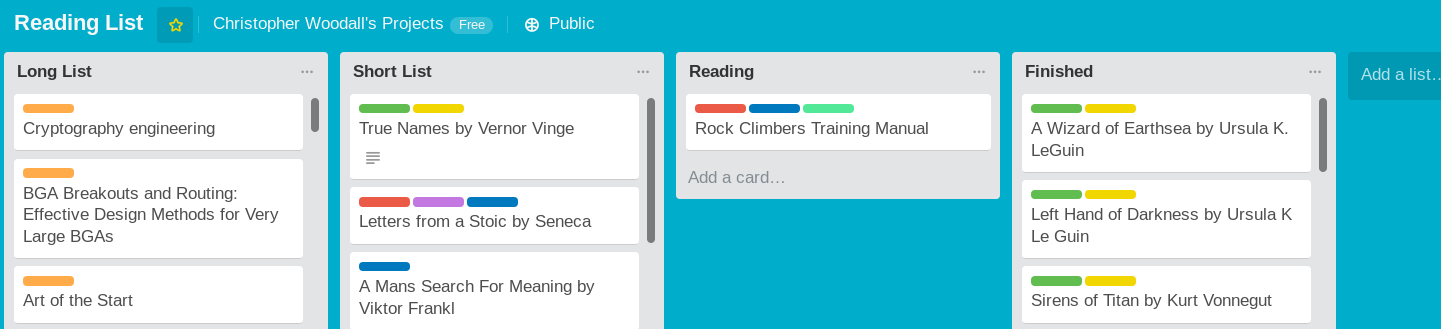 Reading List
Christopher Woodall's Projects Free
Public
Long List
Cryptography engineering
BGA Breakouts and Routing:
Effective Design Methods for Very
Large BGAs
Art of the Start
Short List
True Names by Vernor Vinge
Letters from a Stoic by Seneca
A Mans Search For Meaning by
Viktor Frankl
Reading
Rock Climbers Training Manual
Add a card…
Finished
A Wizard of Earthsea by Ursula K.
LeGuin
Left Hand of Darkness by Ursula K
Le Guin
Sirens of Titan by Kurt Vonnegut
Add a list…